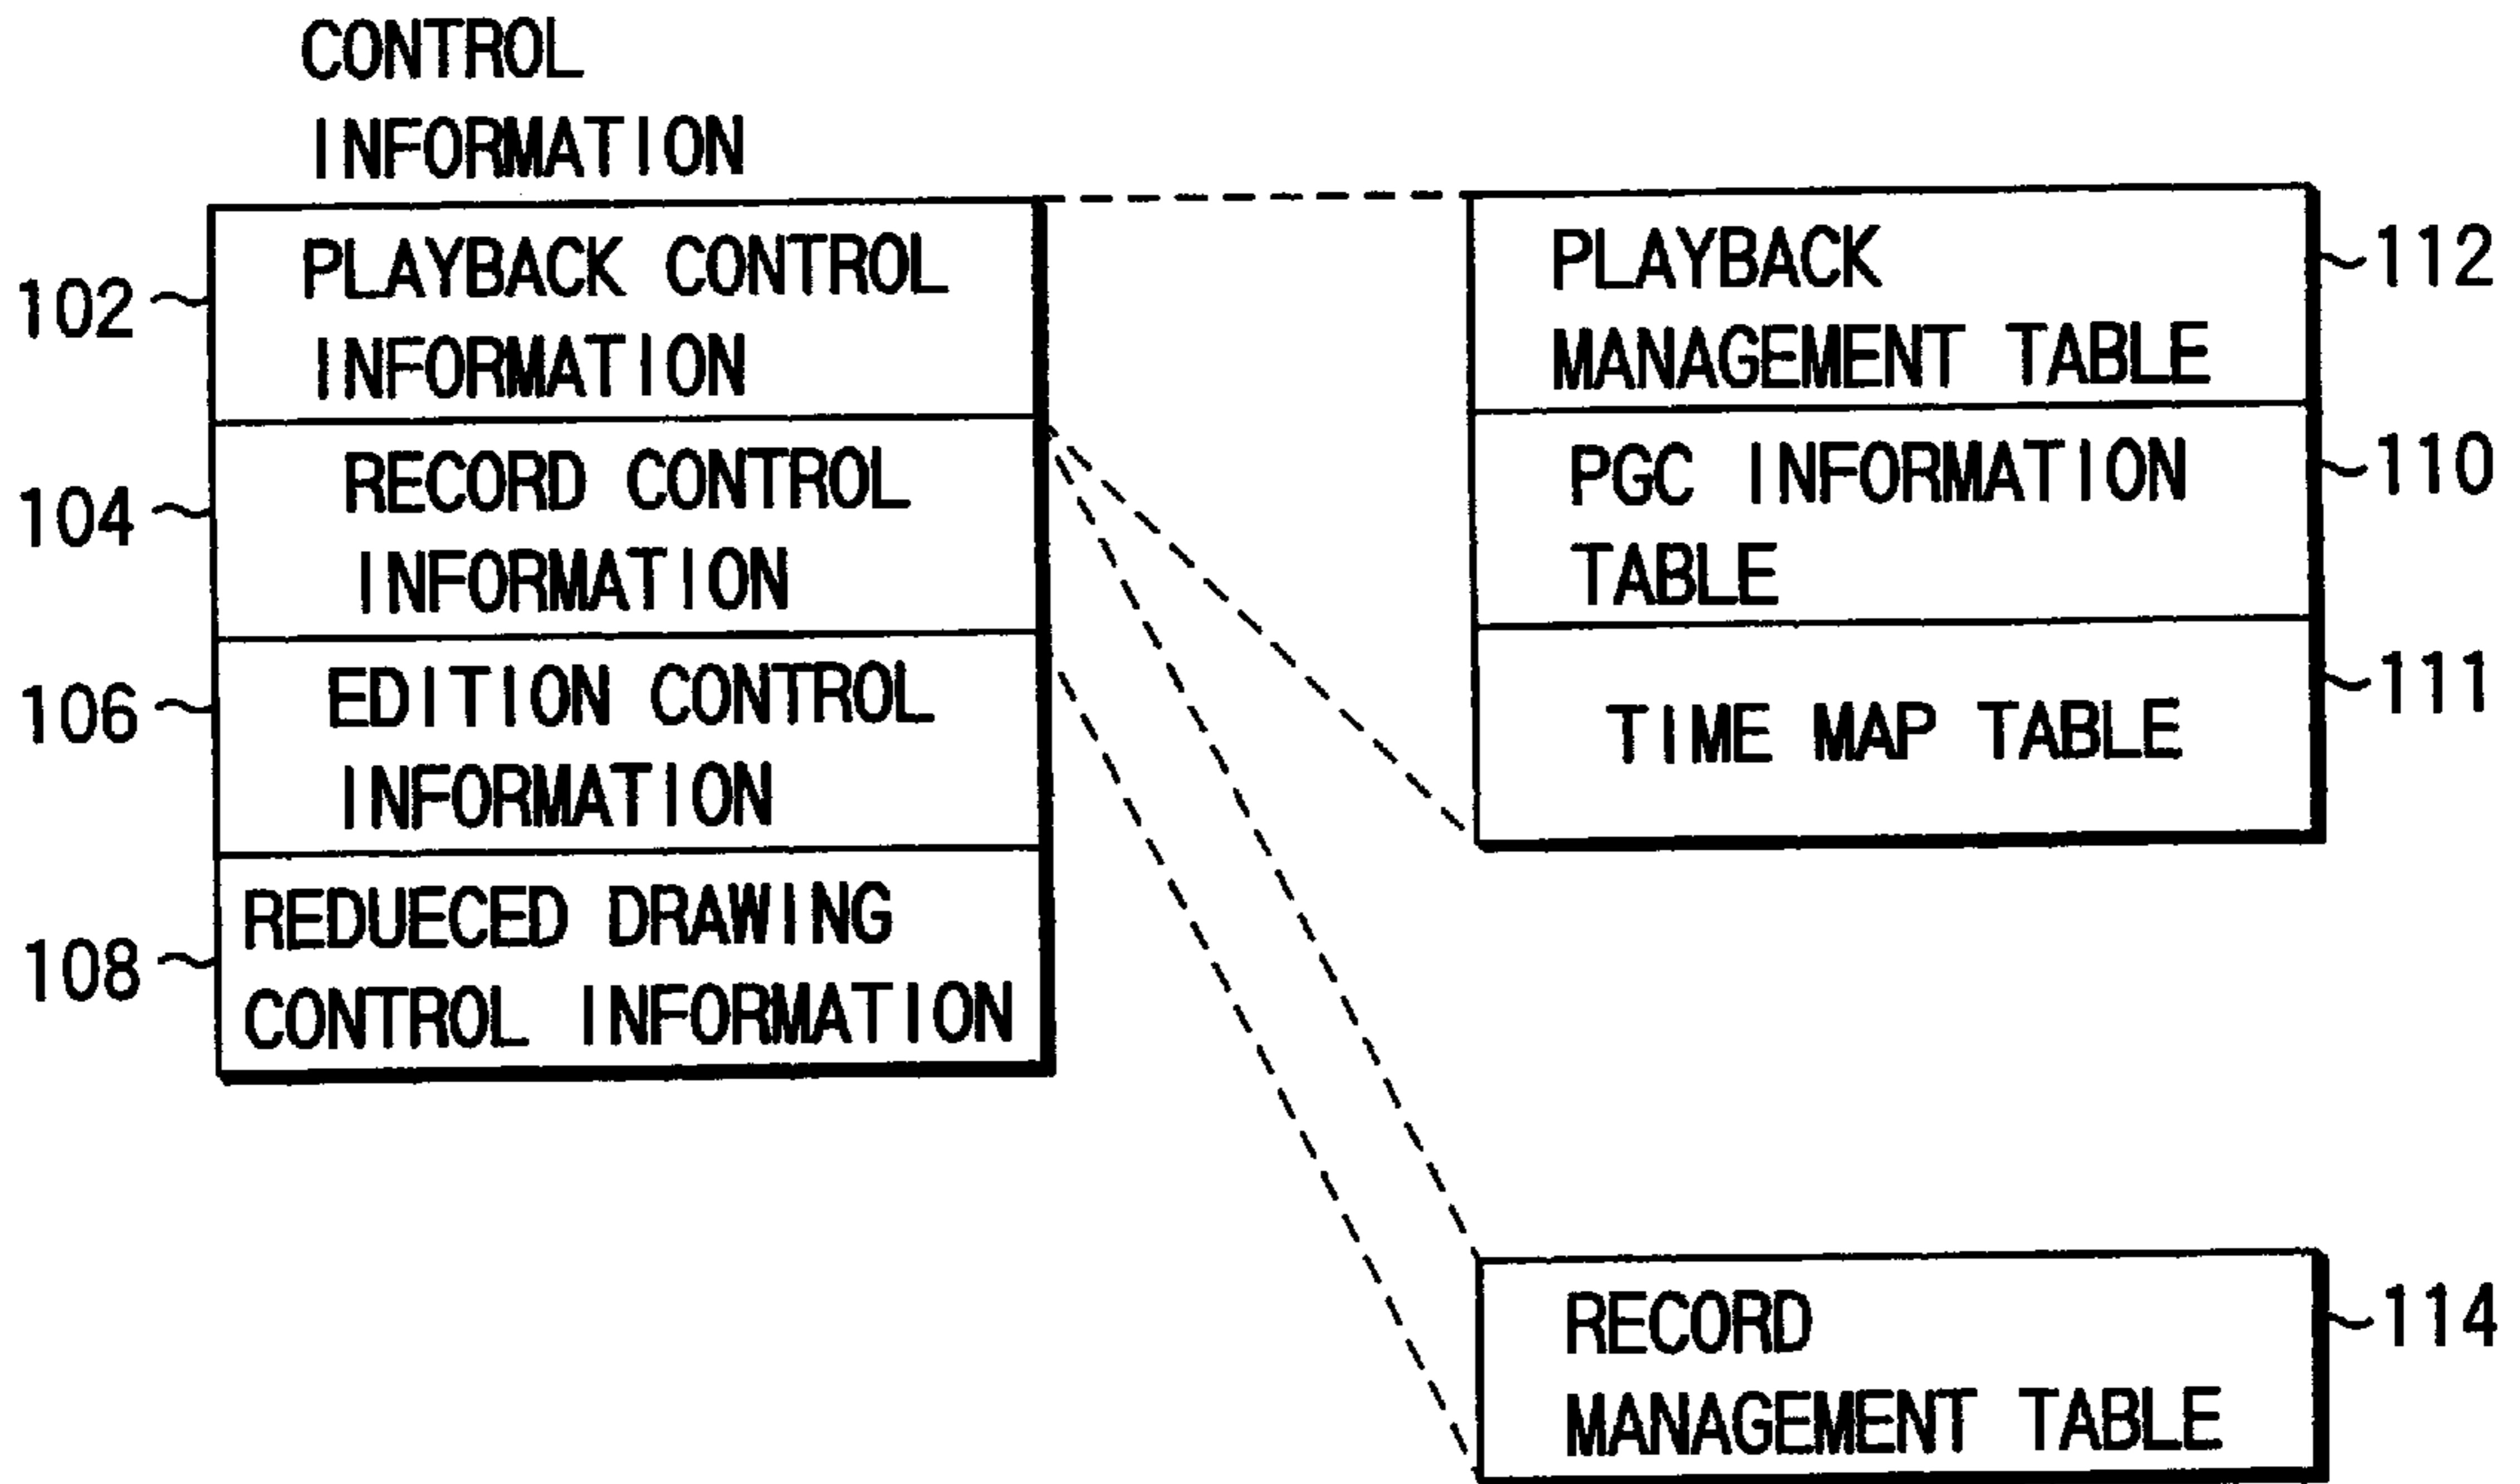 CONTROL
INFORMATION
102
PLAYBACK CONTROL
INFORMATION
104
RECORD CONTROL
INFORMATION
106
EDITION CONTROL
INFORMATION
108
REDUECED DRAWING
CONTROL INFORMATION
PLAYBACK
MANAGEMENT TABLE
112
PGC INFORMATION
TABLE
110
TIME MAP TABLE
111
RECORD
MANAGEMENT TABLE
114